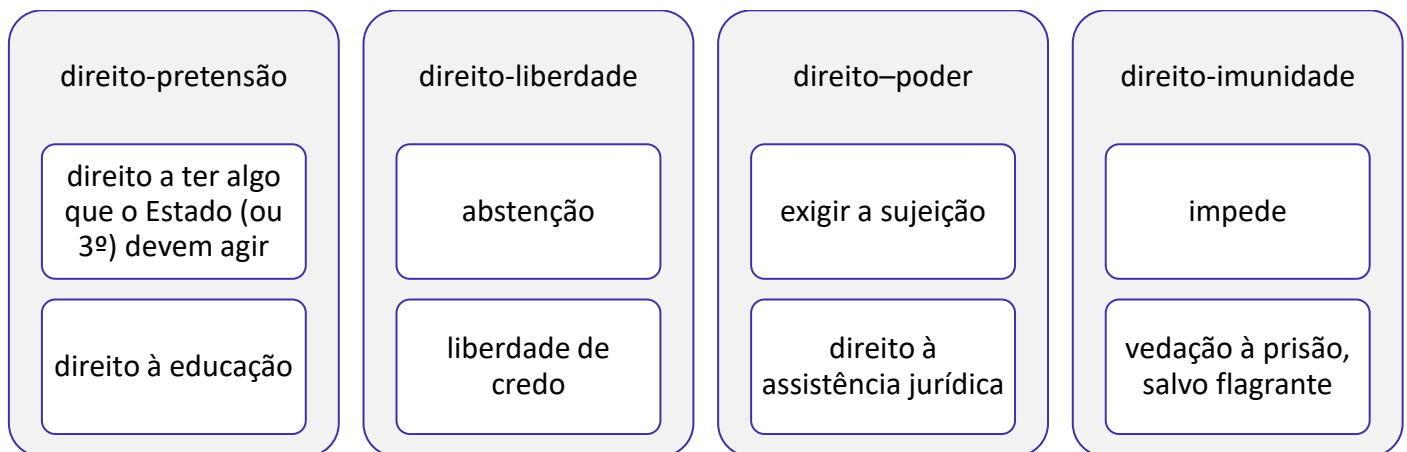 direito-pretensão
direito a ter algo
que o Estado (ou
3º) devem agir
direito à educação
direito-liberdade
abstenção
liberdade de
credo
direito–poder
exigir a sujeição
direito à
assistência jurídica
direito-imunidade
impede
vedação à prisão,
salvo flagrante